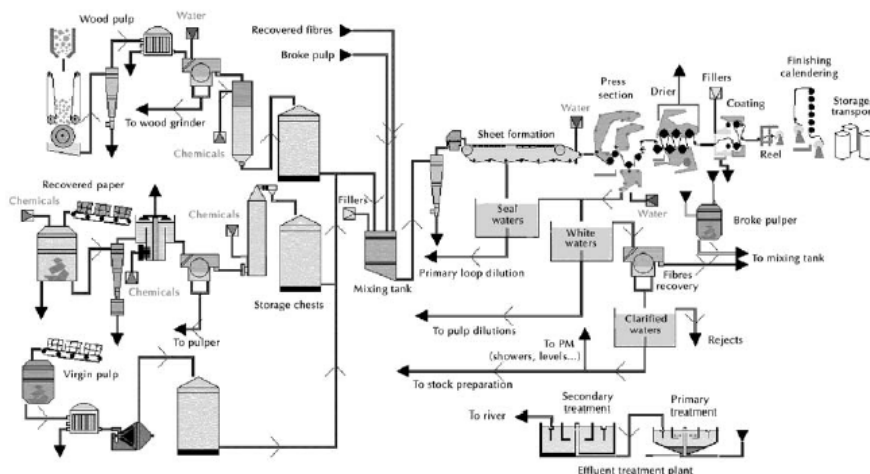 Wood pulp
Water
To wood grinder
Chemicals
Recovered fibres
Broke pulp
Recovered paper
Chemicals
Chemicals
Chemicals
To pulper
Storage chests
Virgin pulp
Fillers
Mixing tank
Sheet formation
Water
Press
section
Drier
Fillers
Coating
Reel
Finishing
calendering
Storage,
transport
Seal
waters
Primary loop dilution
White
waters
Water
Broke pulper
To mixing tank
Fibres
recovery
To pulp dilutions
Clarified
waters
Rejects
To PM
(showers, levels...)
To stock preparation
To river
Secondary
treatment
Primary
treatment
Effluent treatment plant